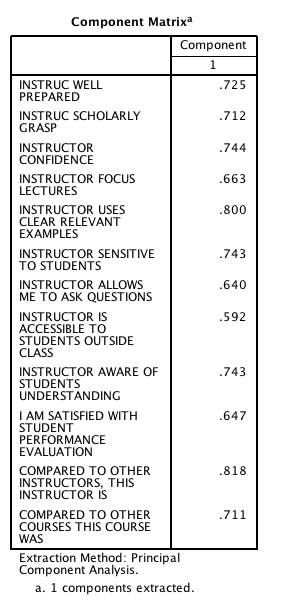 Component Matrixa
Component
1
INSTRUC WELL .725
PREPARED
INSTRUC SCHOLARLY .712
GRASP
INSTRUCTOR .744
CONFIDENCE
INSTRUCTOR FOCUS .663
LECTURES
INSTRUCTOR USES .800
CLEAR RELEVANT
EXAMPLES
INSTRUCTOR SENSITIVE .743
TO STUDENTS
INSTRUCTOR ALLOWS .640
ME TO ASK QUESTIONS
INSTRUCTOR IS .592
ACCESSIBLE TO
STUDENTS OUTSIDE
CLASS
INSTRUCTOR AWARE OF .743
STUDENTS
UNDERSTANDING
I AM SATISFIED WITH .647
STUDENT
PERFORMANCE
EVALUATION
COMPARED TO OTHER .818
INSTRUCTORS, THIS
INSTRUCTOR IS
COMPARED TO OTHER .711
COURSES THIS COURSE
WAS
Extraction Method: Principal
Component Analysis.
a. 1 components extracted.